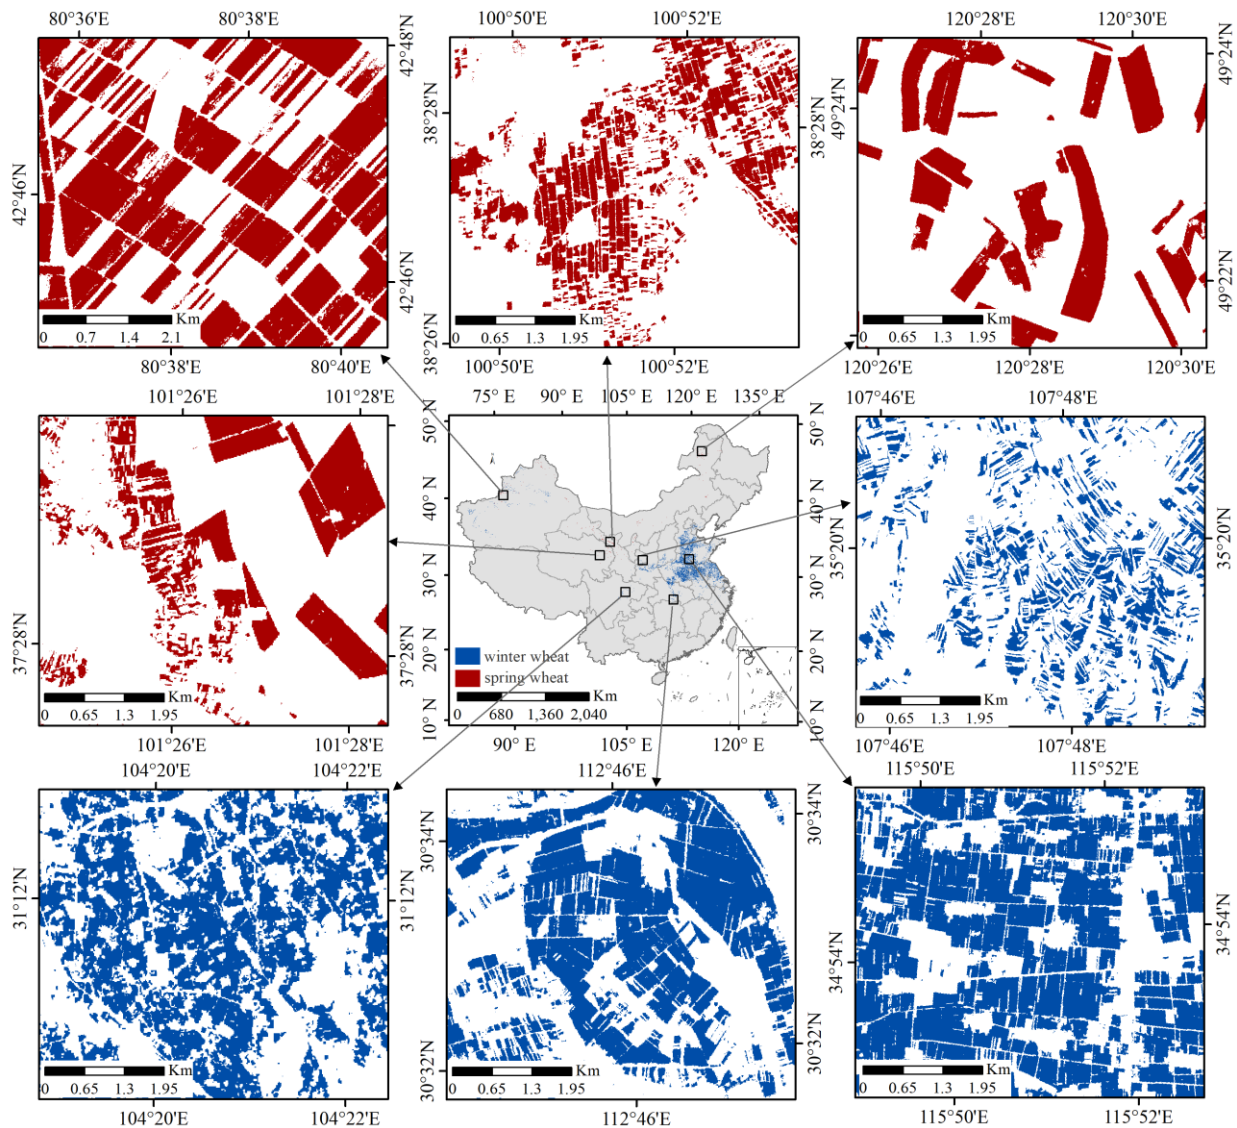 80°36'E 80°38'E
100°50'E 100°52'E
120°28'E 120°30'E
42°48'N
42°46'N
42°46'N
Km
0 0.7 1.4 2.1
80°38'E 80°40'E
38°28'N
38°28'N
Km
0 0.65 1.3 1.95
38°26'N
100°50'E 100°52'E
49°24'N
49°24'N
49°22'N
Km
0 0.65 1.3 1.95
120°26'E 120°28'E 120°30'E
101°26'E 101°28'E
37°28'N
37°28'N
Km
0 0.65 1.3 1.95
101°26'E 101°28'E
75°E 90° E 105° E 120° E 135°E
50° N
50° N
40° N
40° N
30° N
30° N
20° N
20° N
10° N
10° N
winter wheat
spring wheat
Km
0 680 1,360 2,040
90°E 105°E 120° E
107°46'E 107°48'E
35°20'N
35°20'N
Km
0 0.65 1.3 1.95
107°46'E 107°48'E
104°20'E 104°22'E
31°12'N
31°12'N
Km
0 0.65 1.3 1.95
104°20'E 104°22'E
112°46'E
30°34'N
30°34'N
30°32'N
30°32'N
Km
0 0.65 1.3 1.95
112°46'E
115°50'E 115°52'E
34°54'N
34°54'N
Km
0 0.65 1.3 1.95
115°50'E 115°52'E